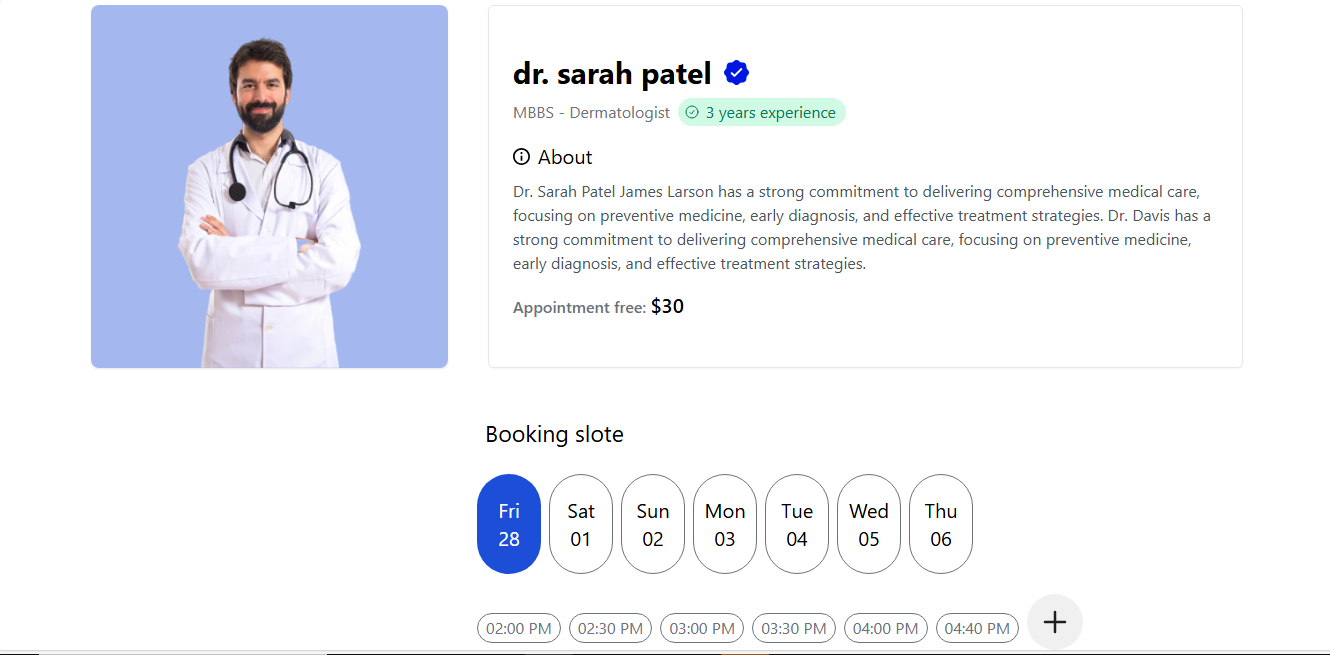 dr. sarah patel
MBBS - Dermatologist 3 years experience
About
Dr. Sarah Patel James Larson has a strong commitment to delivering comprehensive medical care,
focusing on preventive medicine, early diagnosis, and effective treatment strategies. Dr. Davis has a
strong commitment to delivering comprehensive medical care, focusing on preventive medicine,
early diagnosis, and effective treatment strategies.
Appointment free: $30
Booking slote
Fri Sat Sun Mon Tue Wed Thu
28 01 02 03 04 05 06
02:00 PM 02:30 PM 03:00 PM 03:30 PM 04:00 PM 04:40 PM